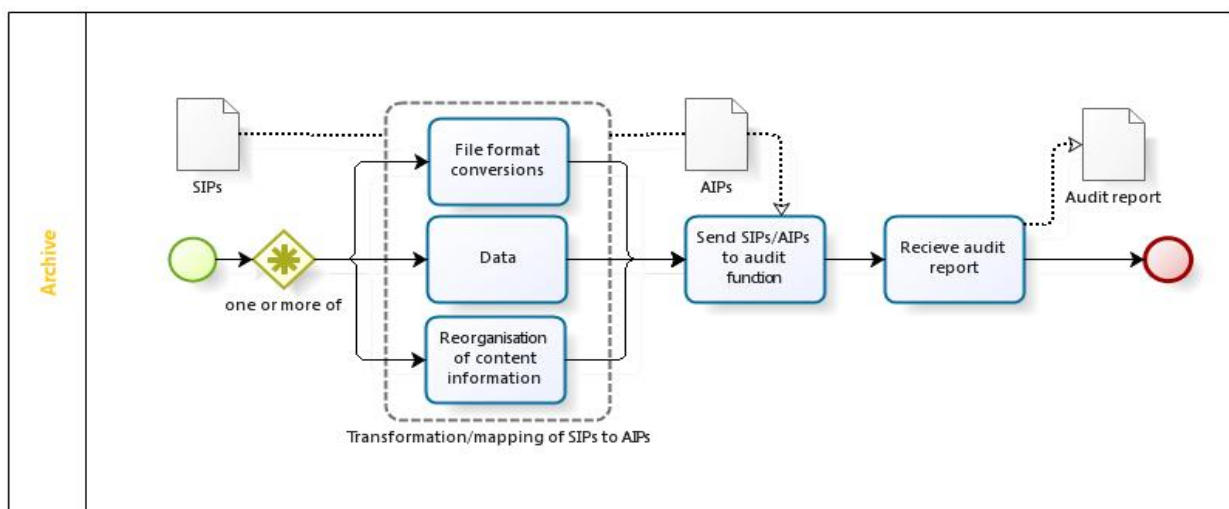 Archive
SIPs
one or more of
File format
conversions
Data
Reorganisation
of content
information
Transformation/mapping of SIPs to AIPs
AIPs
Send SIPs/AIPs
to audit
function
Recieve audit
report
Audit report